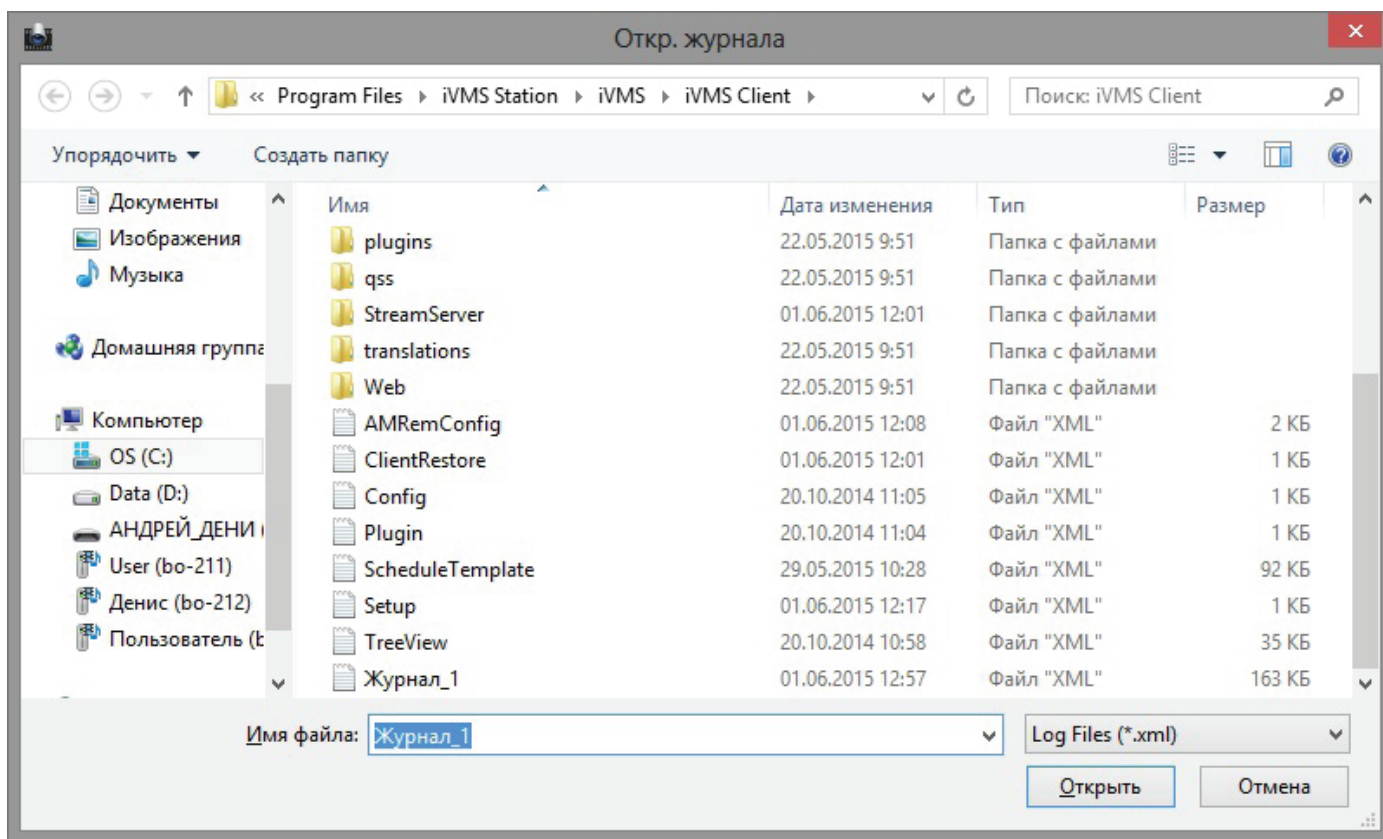 Откр. журнала
« Program Files iVMS Station iVMS iVMS Client
Поиск: iVMS Client
Упорядочить Создать папку
Документы
Изображения
Музыка
Домашняя группа
Компьютер
OS (C:)
Data (D:)
АНДРЕЙ_ДЕНИ (
User (bo-211)
Денис (bo-212)
Пользователь (b
Имя Дата изменения Тип Размер
plugins 22.05.2015 9:51 Папка с файлами
qss 22.05.2015 9:51 Папка с файлами
StreamServer 01.06.2015 12:01 Папка с файлами
translations 22.05.2015 9:51 Папка с файлами
Web 22.05.2015 9:51 Папка с файлами
AMRemConfig 01.06.2015 12:08 Файл "XML" 2 КБ
ClientRestore 01.06.2015 12:01 Файл "XML" 1 КБ
Config 20.10.2014 11:05 Файл "XML" 1 КБ
Plugin 20.10.2014 11:04 Файл "XML" 1 КБ
ScheduleTemplate 29.05.2015 10:28 Файл "XML" 92 КБ
Setup 01.06.2015 12:17 Файл "XML" 1 КБ
TreeView 20.10.2014 10:58 Файл "XML" 35 КБ
Журнал_1 01.06.2015 12:57 Файл "XML" 163 КБ
Имя файла: Журнал_1 Log Files (*.xml)
Открыть Отмена